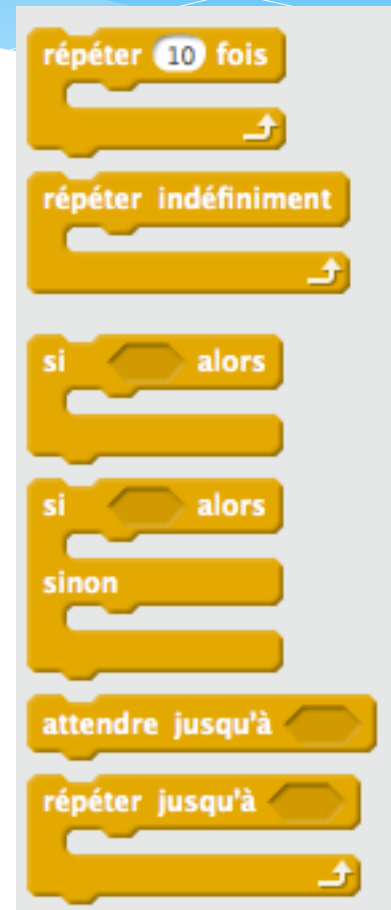 répéter 10 fois
répéter indéfiniment
si alors
si alors
sinon
attendre jusqu'à
répéter jusqu'à